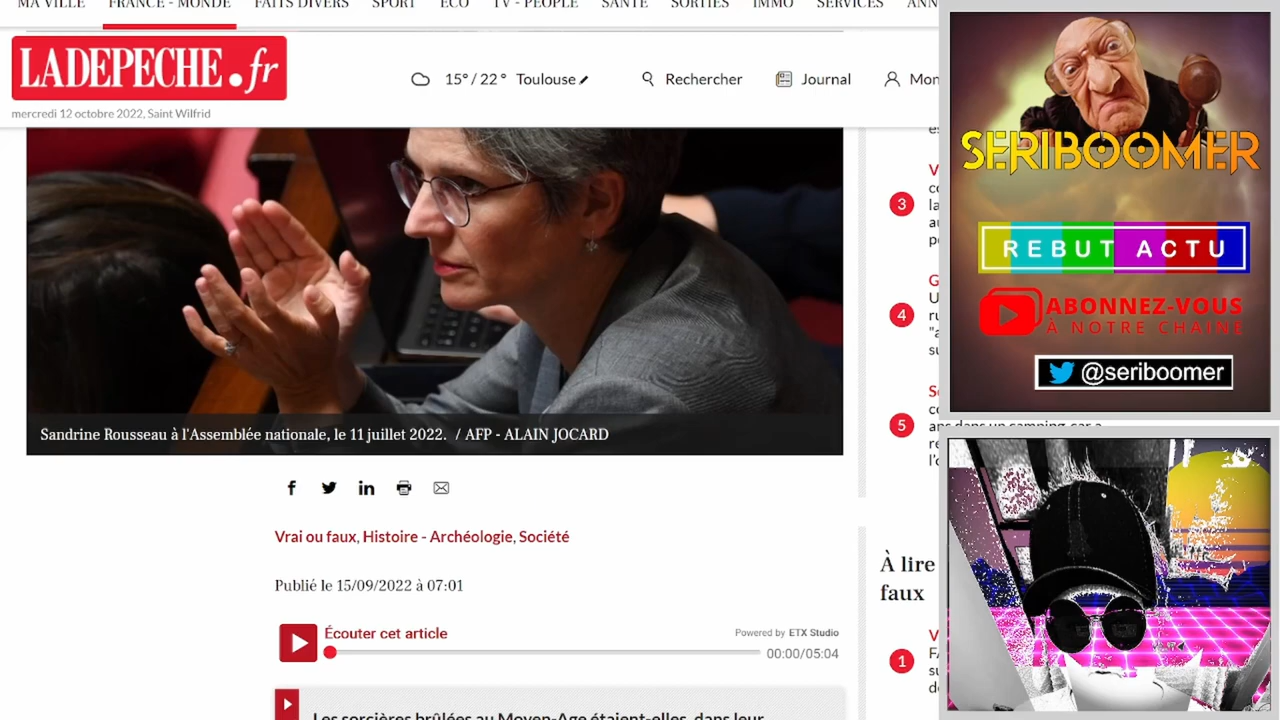 MA VILLE FRANCE - MONDE FAITS DIVERS SPORT ÉCO TV - PEOPLE SANTÉ SORTIES IMMO SERVICES ANN
LADEPECHE.fr
15° / 22 ° Toulouse
Rechercher
Journal
Mon
mercredi 12 octobre 2022, Saint Wilfrid
Sandrine Rousseau à l'Assemblée nationale, le 11 juillet 2022. / AFP - ALAIN JOCARD
Vrai ou faux, Histoire - Archéologie, Société
Publié le 15/09/2022 à 07:01
Écouter cet article
Powered by ETX Studio
00:00/05:04
Les sorcières brûlées au Moyen-Age étaient-elles, dans leur
3
4
5
À lire
faux
1
SERIBOOMER
REBUT ACTU
ABONNEZ-VOUS
À NOTRE CHAINE
@seriboomer